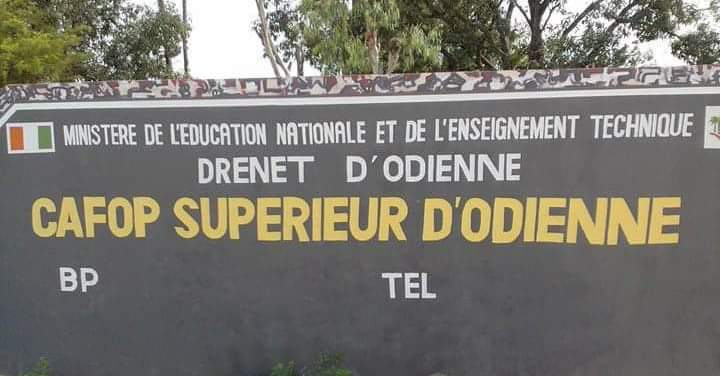 MINISTERE DE L'EDUCATION NATIONALE ET DE L'ENSEIGNEMENT TECHNIQUE
DRENET D'ODIENNE
CAFOP SUPERIEUR D'ODIENNE
BP TEL